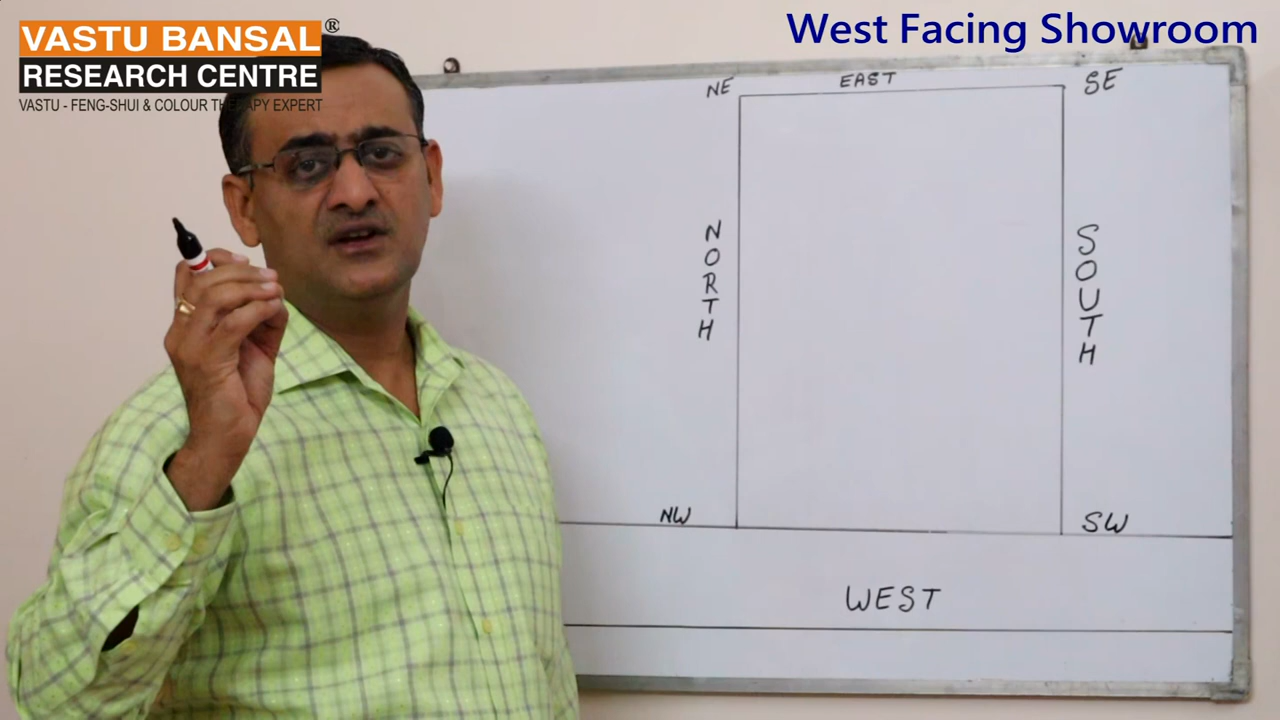 VASTU BANSAL ®
RESEARCH CENTRE
VASTU - FENG-SHUI & COLOUR THERAPY EXPERT
West Facing Showroom
NE
EAST
SE
NORTH
SOUTH
NW
SW
WEST